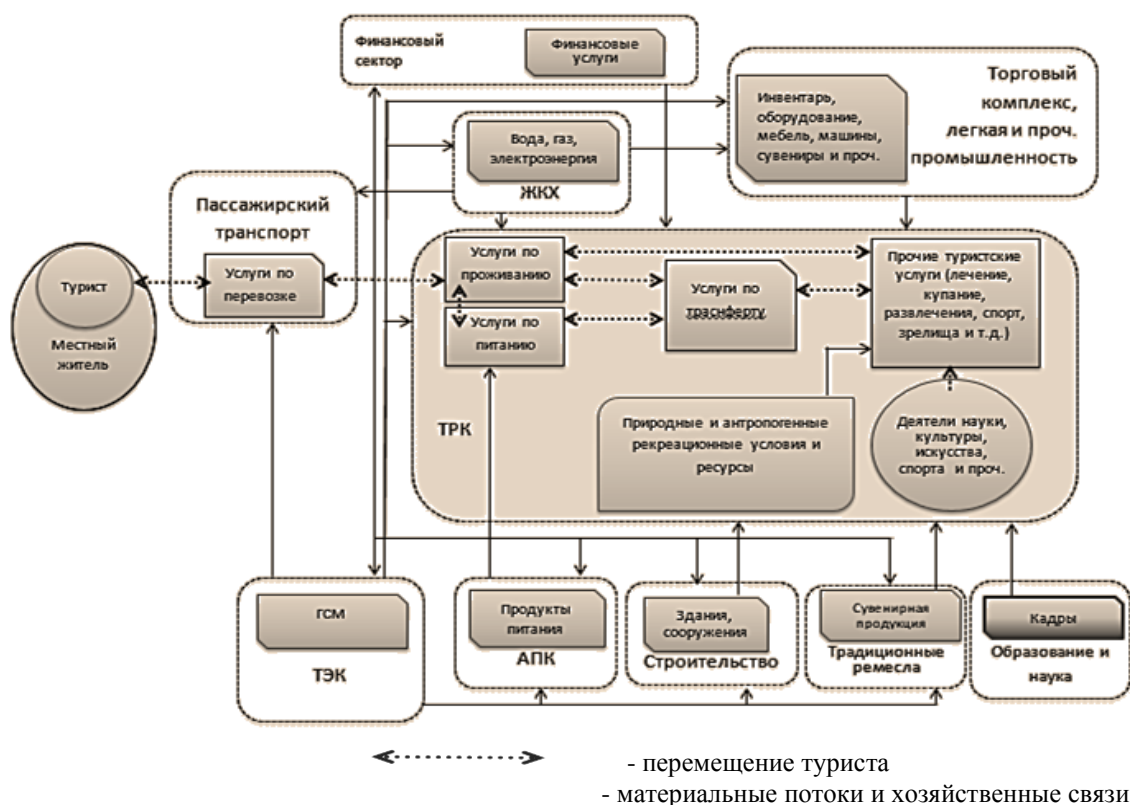 Финансовый
сектор
Финансовые
услуги
Торговый
комплекс,
легкая и проч.
промышленность
Инвентарь,
оборудование,
мебель, машины,
сувениры и проч.
Вода, газ,
электроэнергия
ЖКХ
Пассажирский
транспорт
Услуги по
перевозке
Турист
Местный
житель
Услуги по
проживанию
Услуги по
питанию
Услуги по
траснферту
Прочие туристские
услуги (лечение,
купание,
развлечения, спорт,
зрелища и т.д.)
ТРК
Природные и антропогенные
рекреационные условия и
ресурсы
Деятели науки,
культуры,
искусства,
спорта и проч.
ГСМ
ТЭК
Продукты
питания
АПК
Здания,
сооружения
Строительство
Сувенирная
продукция
Традиционные
ремесла
Кадры
Образование и
наука
- перемещение туриста
- материальные потоки и хозяйственные связи